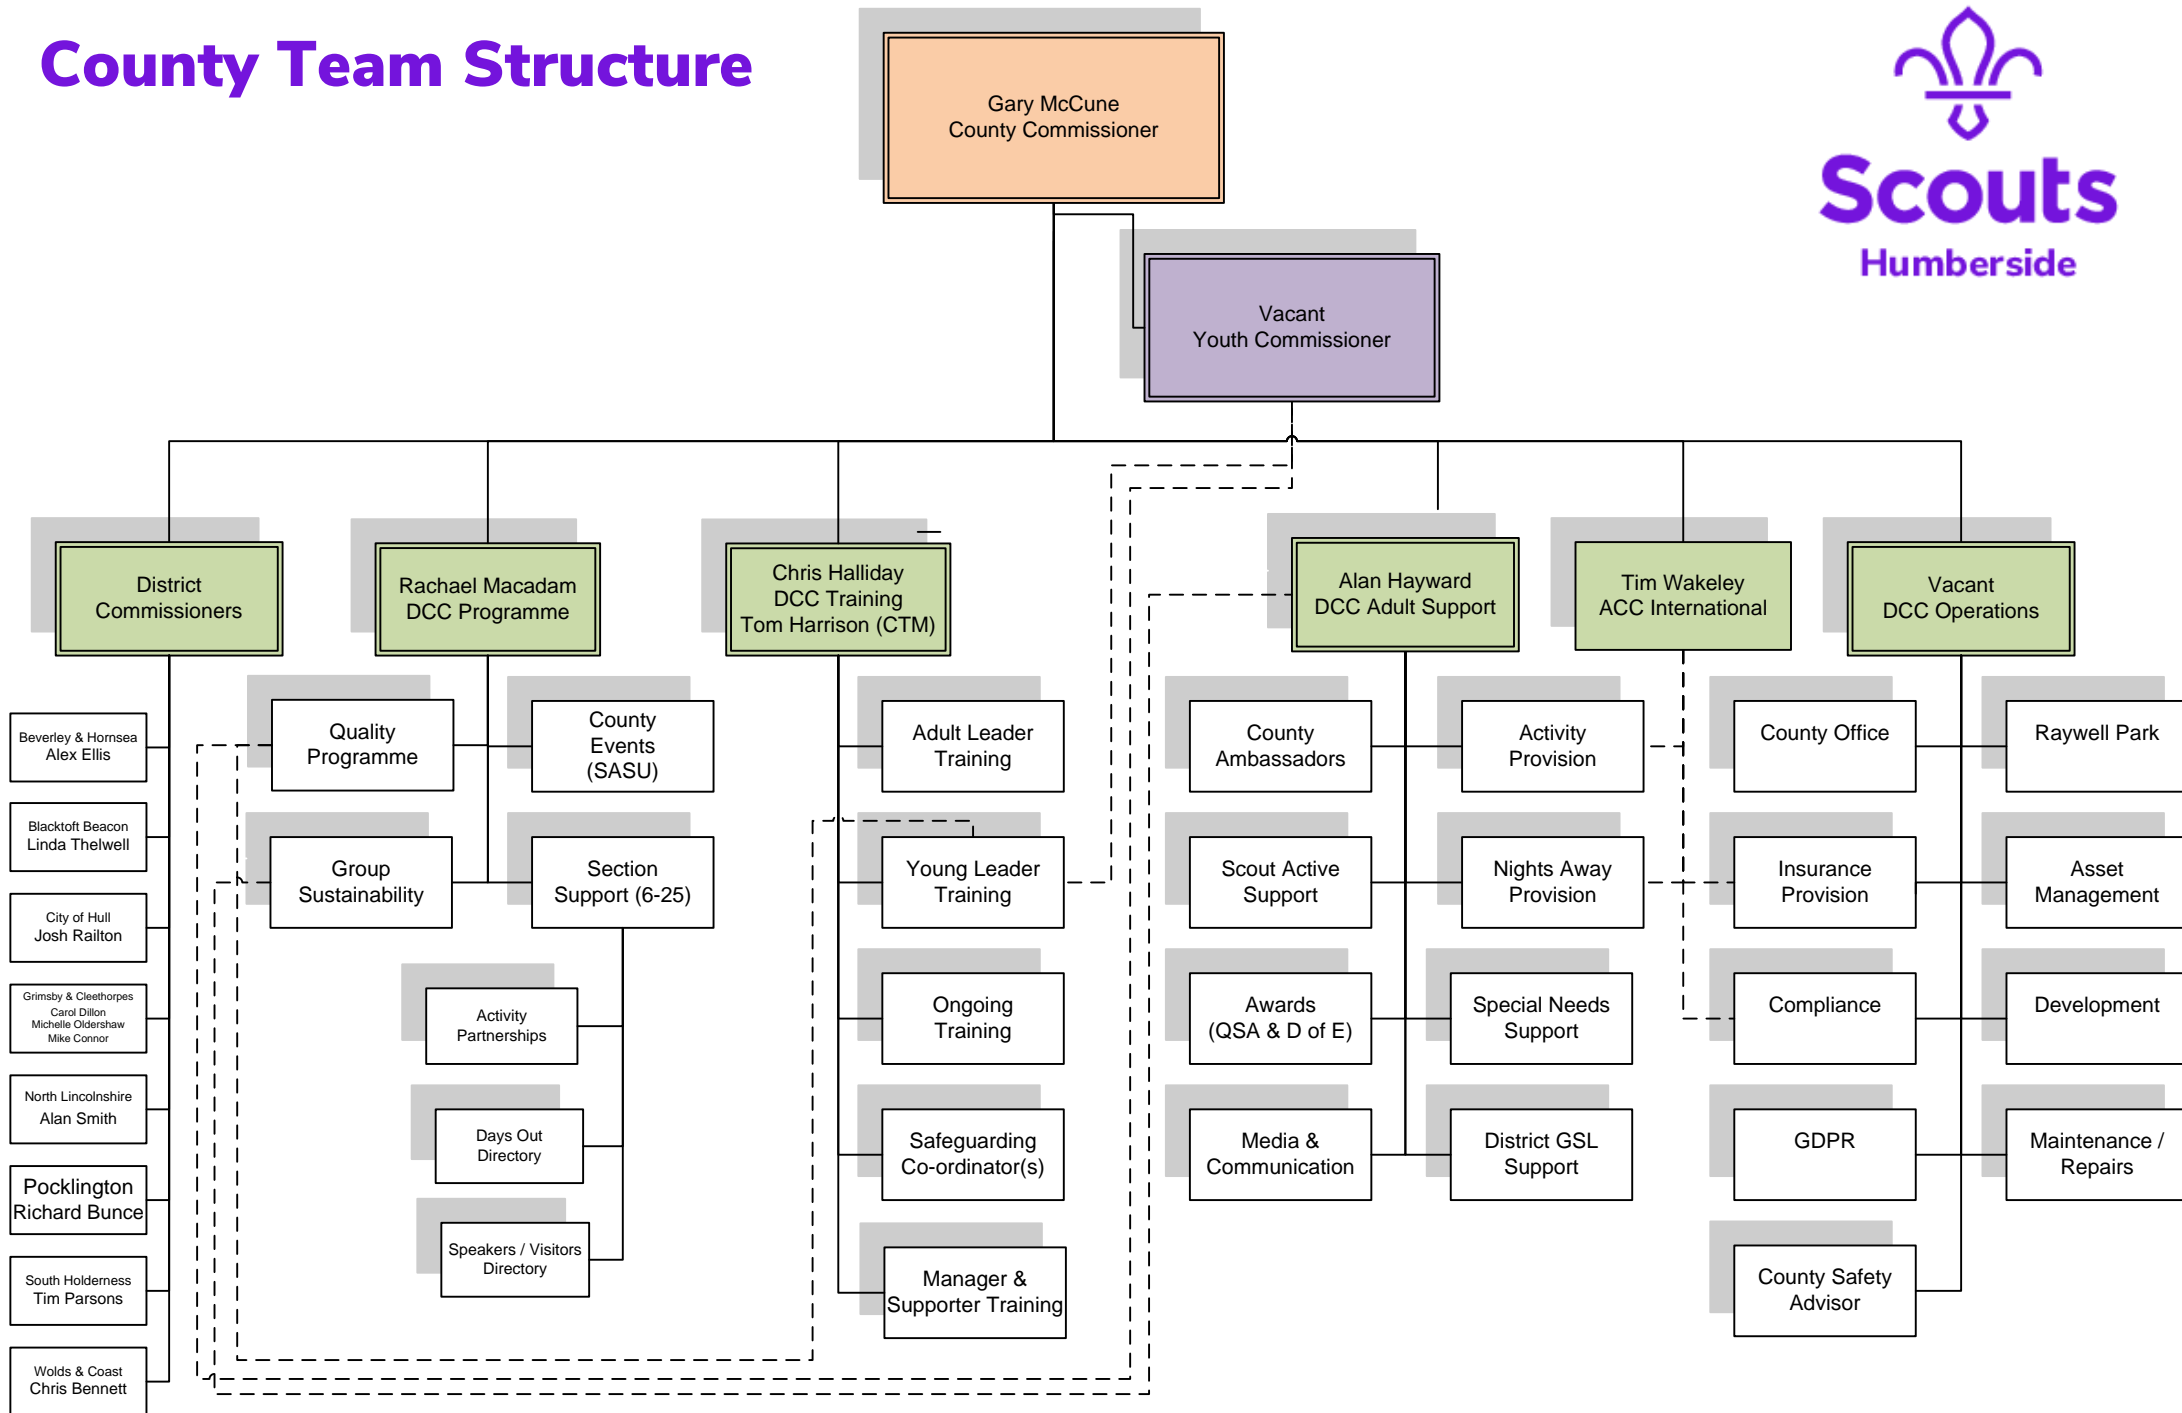 County Team Structure
Gary McCune
County Commissioner
Scouts
Humberside
Vacant
Youth Commissioner
District
Commissioners
Rachael Macadam
DCC Programme
Chris Halliday
DCC Training
Tom Harrison (CTM)
Alan Hayward
DCC Adult Support
Tim Wakeley
ACC International
Vacant
DCC Operations
Beverley & Hornsea
Alex Ellis
Blacktoft Beacon
Linda Thelwell
City of Hull
Josh Railton
Grimsby & Cleethorpes
Carol Dillon
Michelle Oldershaw
Mike Connor
North Lincolnshire
Alan Smith
Pocklington
Richard Bunce
South Holderness
Tim Parsons
Wolds & Coast
Chris Bennett
Quality
Programme
County
Events
(SASU)
Group
Sustainability
Section
Support (6-25)
Activity
Partnerships
Days Out
Directory
Speakers / Visitors
Directory
Adult Leader
Training
Young Leader
Training
Ongoing
Training
Safeguarding
Co-ordinator(s)
Manager &
Supporter Training
County
Ambassadors
Activity
Provision
Scout Active
Support
Nights Away
Provision
Awards
(QSA & D of E)
Special Needs
Support
Media &
Communication
District GSL
Support
County Office
Raywell Park
Insurance
Provision
Asset
Management
Compliance
Development
GDPR
Maintenance /
Repairs
County Safety
Advisor